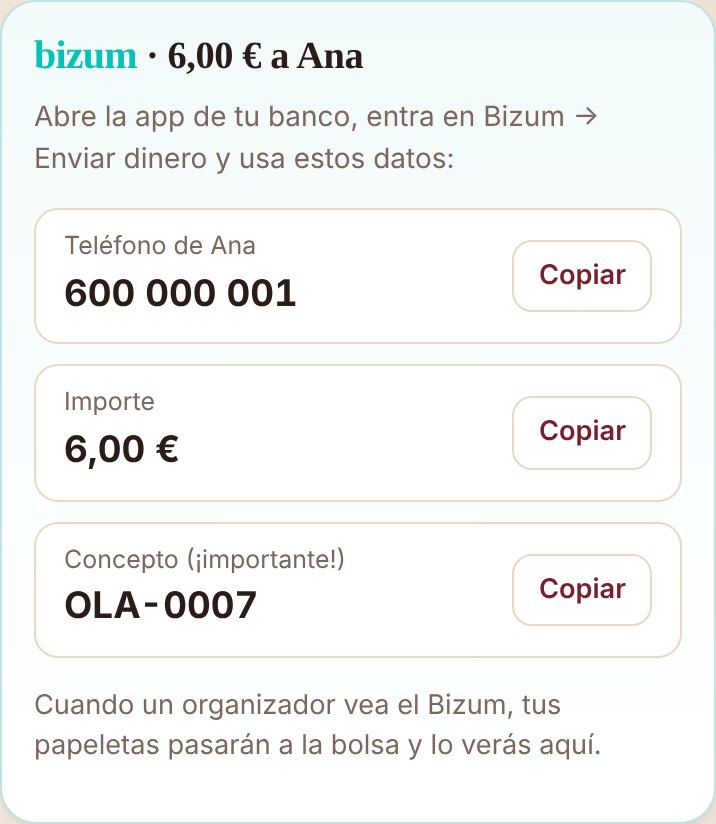 bizum · 6,00 € a Ana
Abre la app de tu banco, entra en Bizum →
Enviar dinero y usa estos datos:
Teléfono de Ana
600 000 001
Copiar
Importe
6,00 €
Copiar
Concepto (¡importante!)
OLA-0007
Copiar
Cuando un organizador vea el Bizum, tus
papeletas pasarán a la bolsa y lo verás aquí.